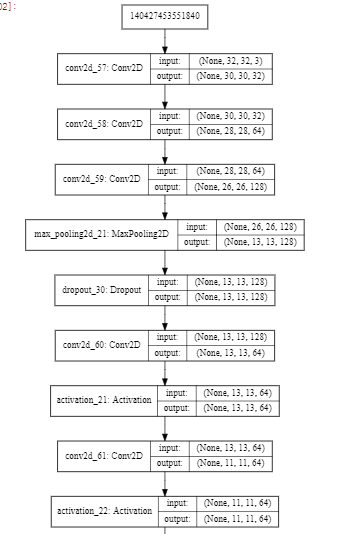 02]:
140427453551840
conv2d_57: Conv2D
input: (None, 32, 32, 3)
output: (None, 30, 30, 32)
conv2d_58: Conv2D
input: (None, 30, 30, 32)
output: (None, 28, 28, 64)
conv2d_59: Conv2D
input: (None, 28, 28, 64)
output: (None, 26, 26, 128)
max_pooling2d_21: MaxPooling2D
input: (None, 26, 26, 128)
output: (None, 13, 13, 128)
dropout_30: Dropout
input: (None, 13, 13, 128)
output: (None, 13, 13, 128)
conv2d_60: Conv2D
input: (None, 13, 13, 128)
output: (None, 13, 13, 64)
activation_21: Activation
input: (None, 13, 13, 64)
output: (None, 13, 13, 64)
conv2d_61: Conv2D
input: (None, 13, 13, 64)
output: (None, 11, 11, 64)
activation_22: Activation
input: (None, 11, 11, 64)
output: (None, 11, 11, 64)